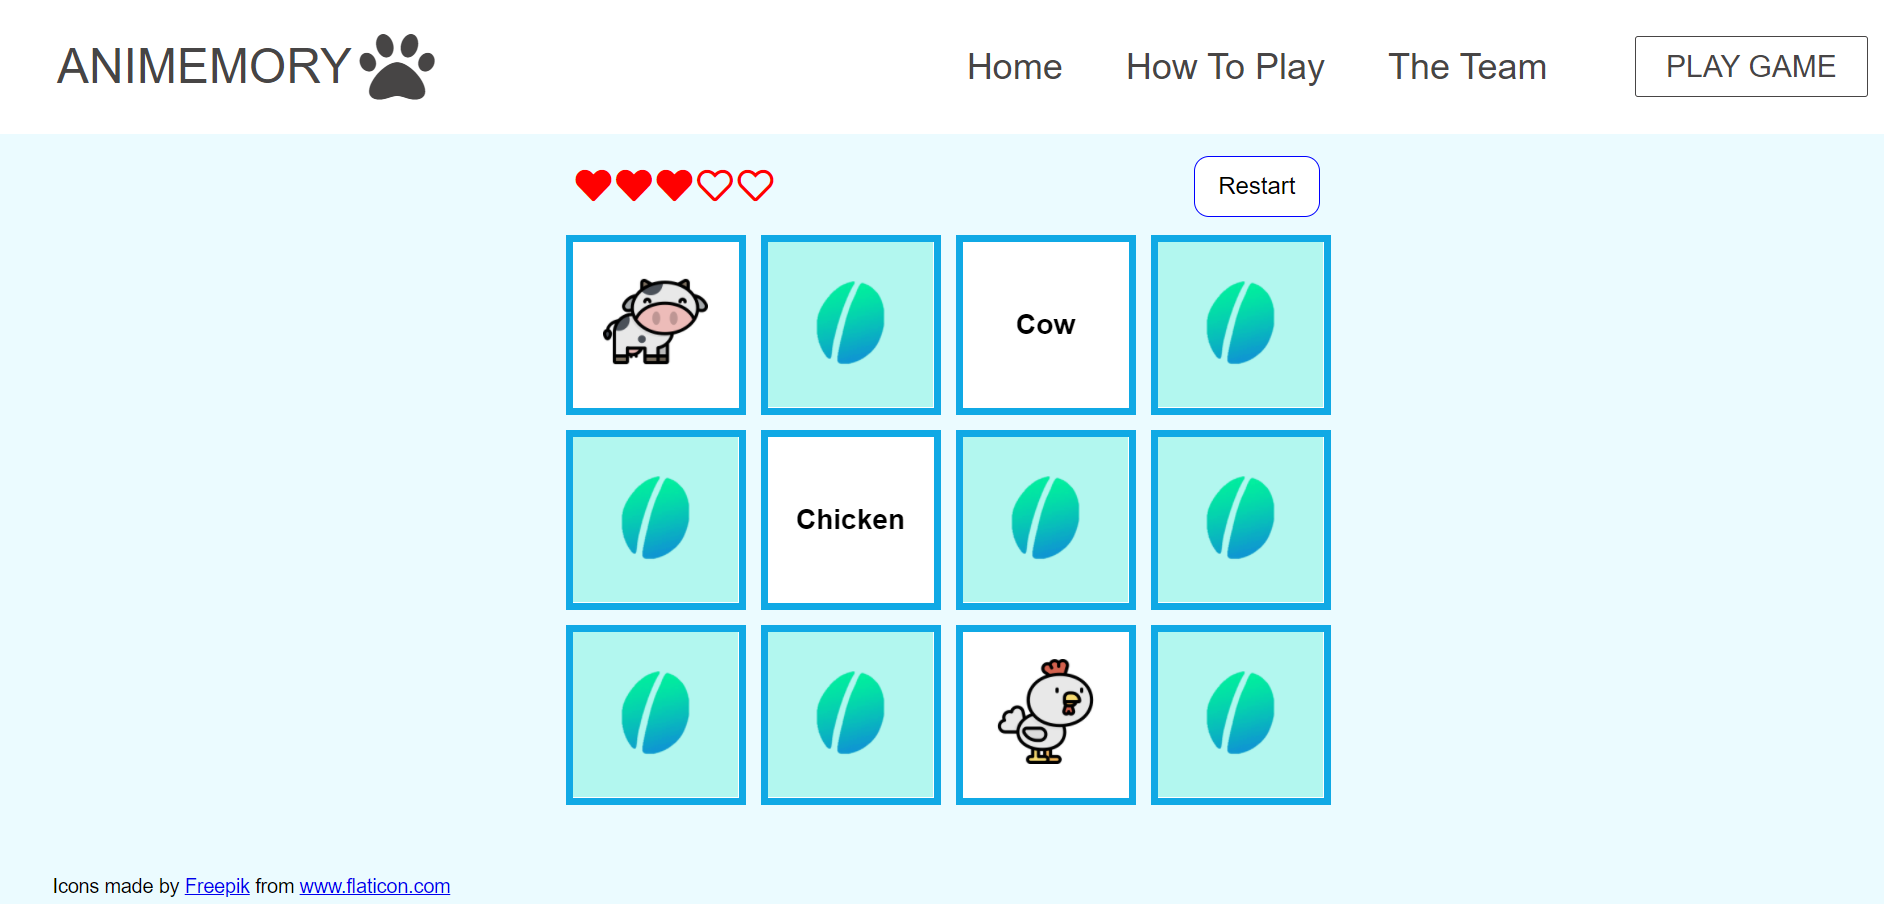 ANIMEMORY
Home How To Play The Team PLAY GAME
Restart
Cow
Chicken
Icons made by Freepik from www.flaticon.com